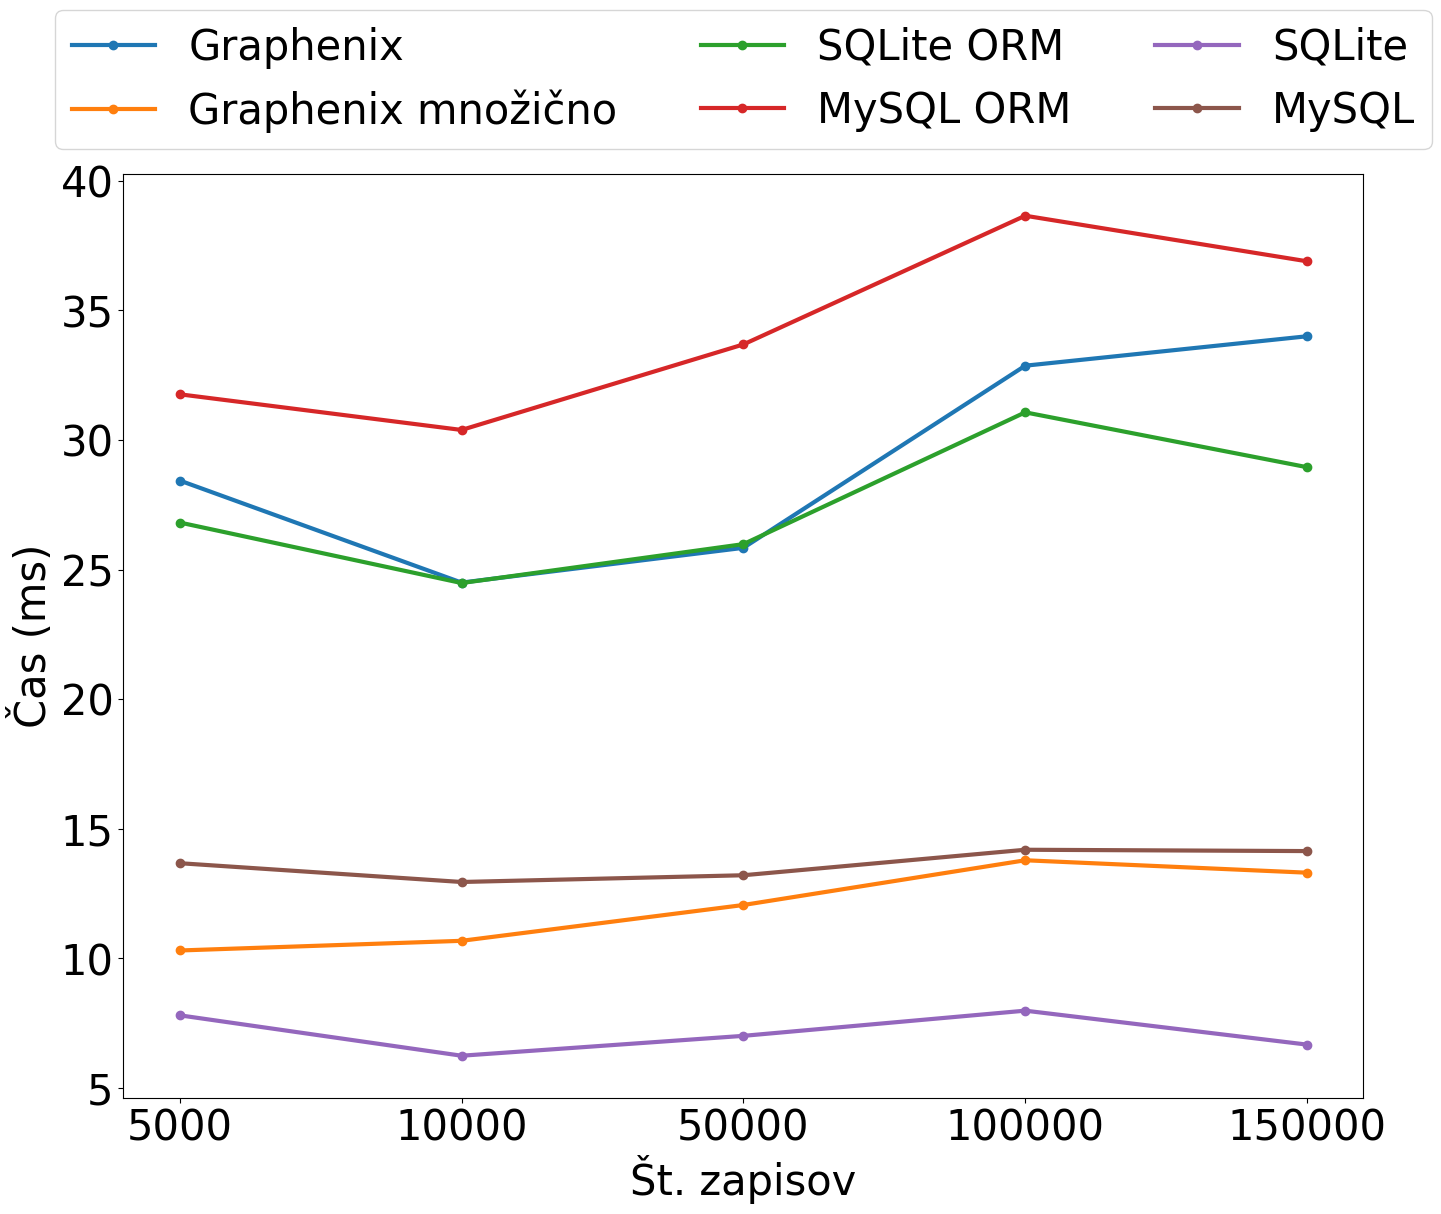 Graphenix
SQLite ORM
SQLite
Graphenix množično
MySQL ORM
MySQL
40
35
30
25
20
15
10
5
Čas (ms)
5000
10000
50000
100000
150000
Št. zapisov